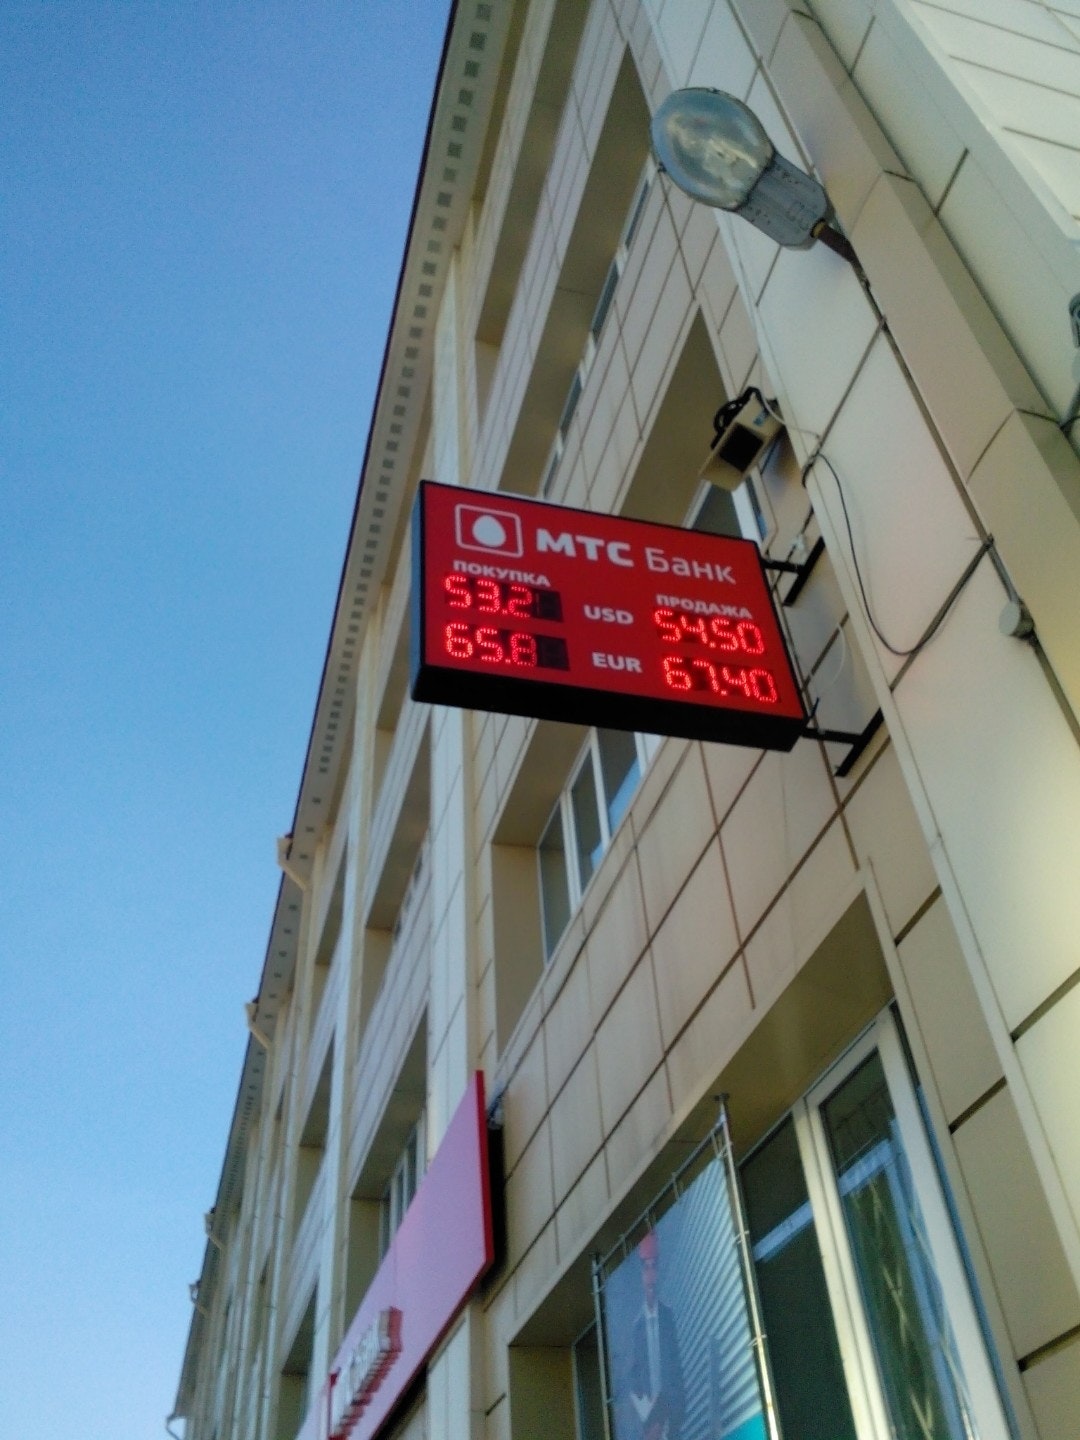 МТС Банк
ПОКУПКА ПРОДАЖА
53.2 USD 54.50
65.8 EUR 67.40